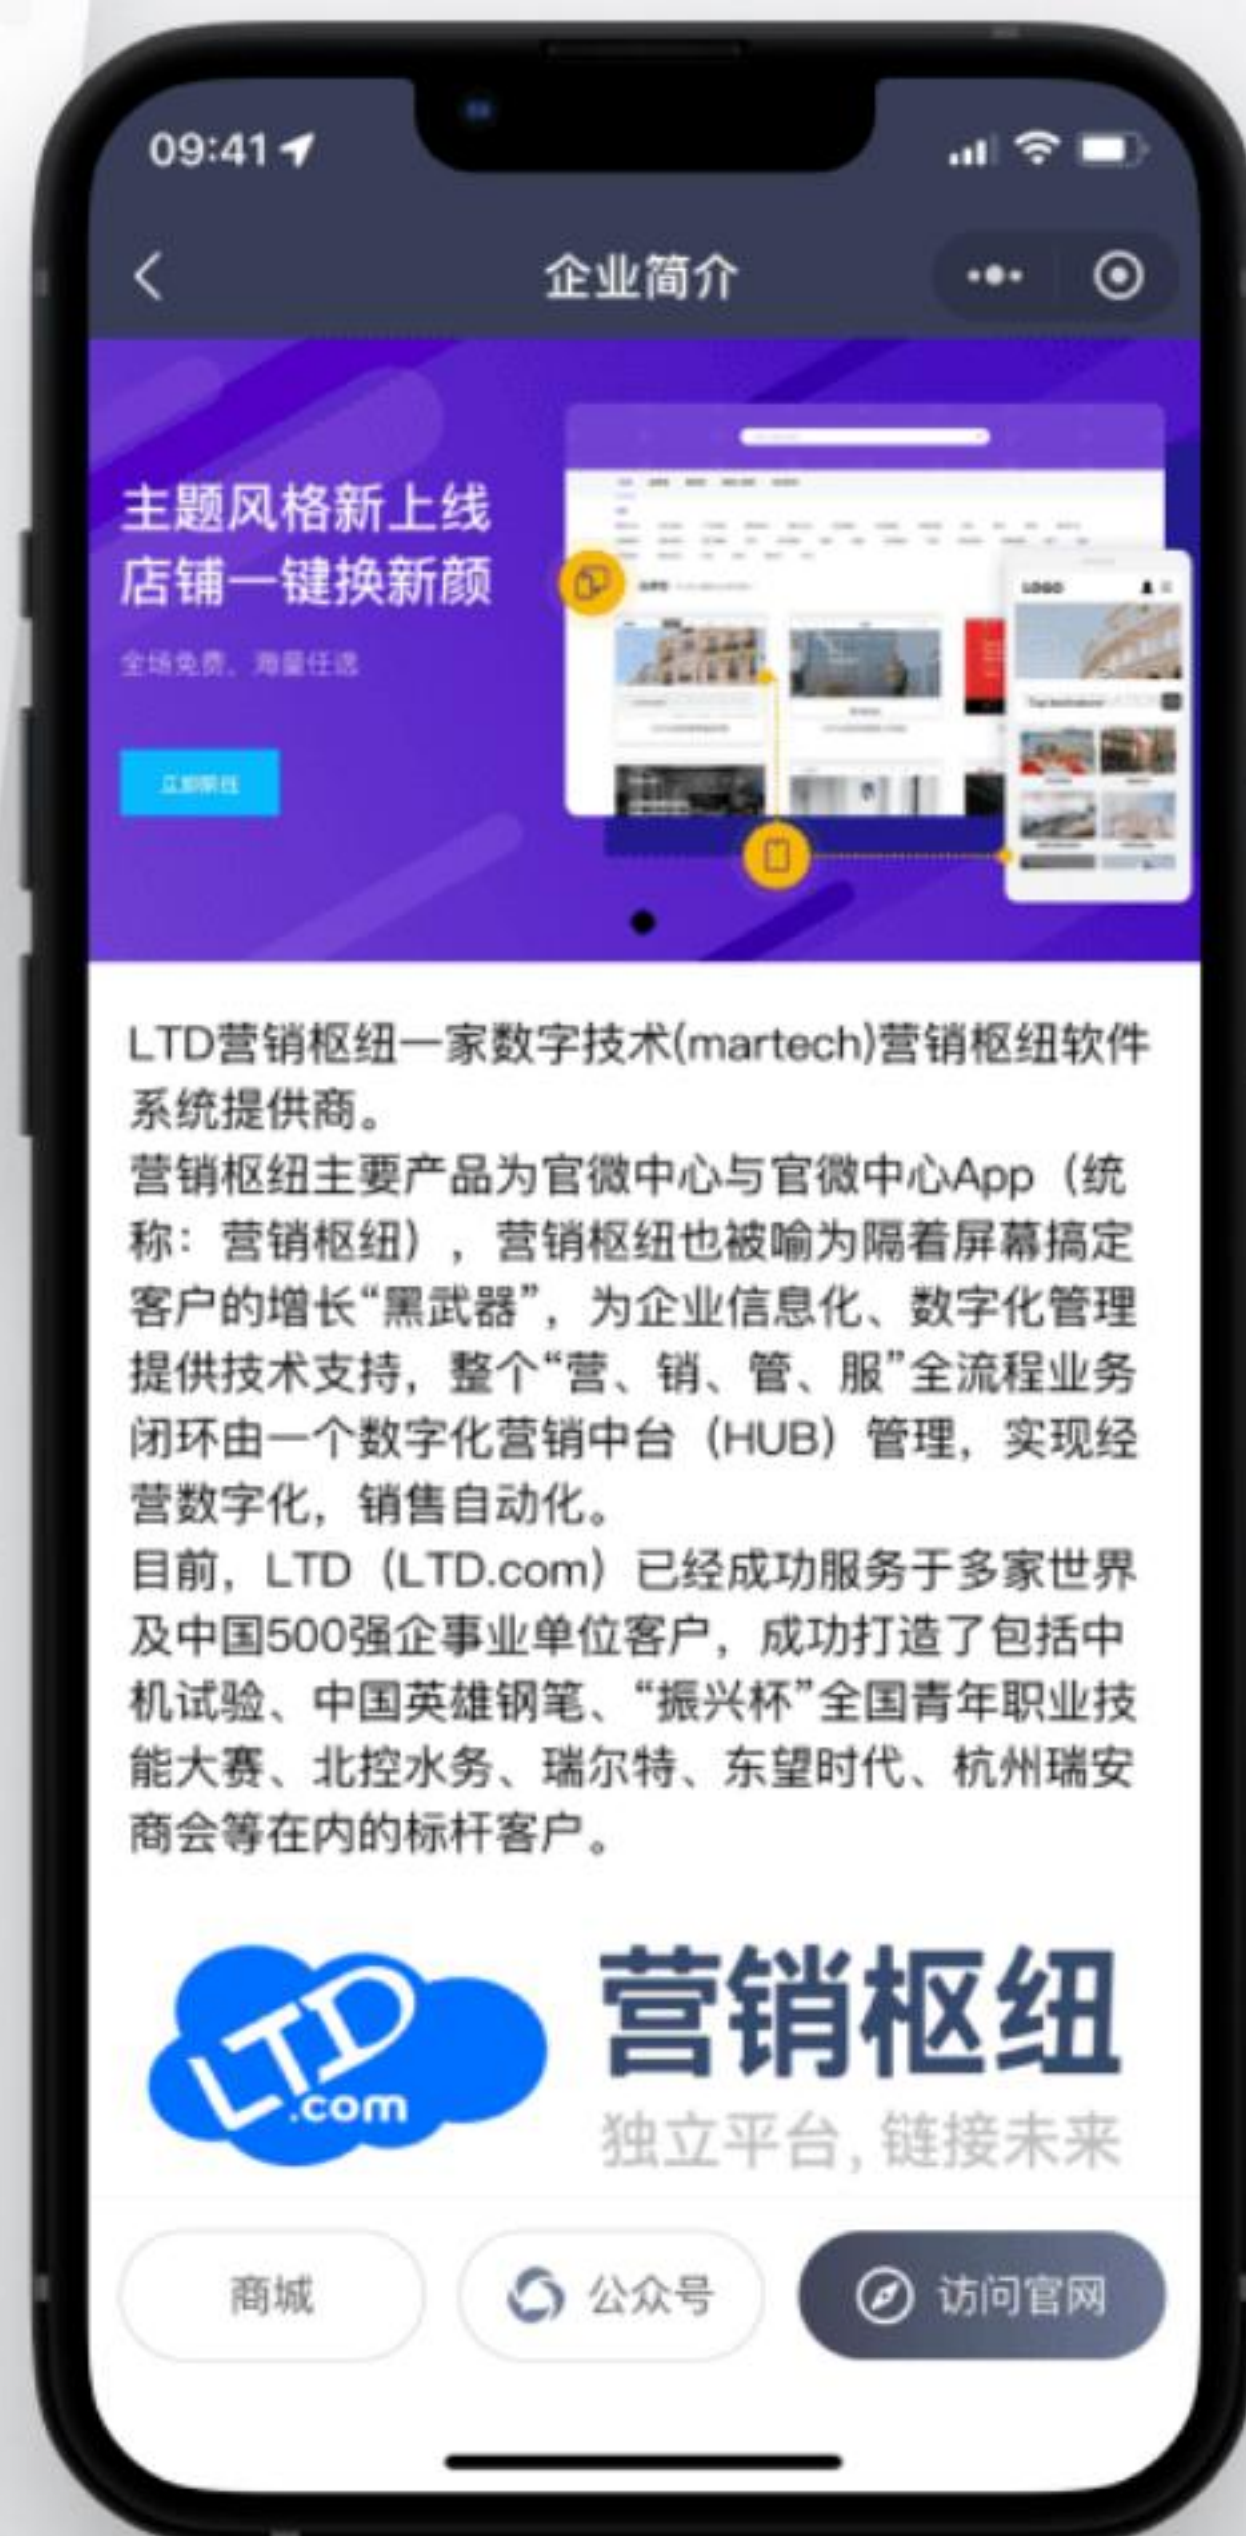 09:41
企业简介
主题风格新上线
店铺一键换新颜
全场免费，海量任选
LOGO
LTD营销枢纽一家数字技术(martech)营销枢纽软件
系统提供商。
营销枢纽主要产品为官微中心与官微中心App（统
称：营销枢纽），营销枢纽也被喻为隔着屏幕搞定
客户的增长“黑武器”，为企业信息化、数字化管理
提供技术支持，整个“营、销、管、服”全流程业务
闭环由一个数字化营销中台（HUB）管理，实现经
营数字化，销售自动化。
目前，LTD（LTD.com）已经成功服务于多家世界
及中国500强企事业单位客户，成功打造了包括中
机试验、中国英雄钢笔、“振兴杯”全国青年职业技
能大赛、北控水务、瑞尔特、东望时代、杭州瑞安
商会等在内的标杆客户。
LTD
.com
营销枢纽
独立平台, 链接未来
商城
公众号
访问官网